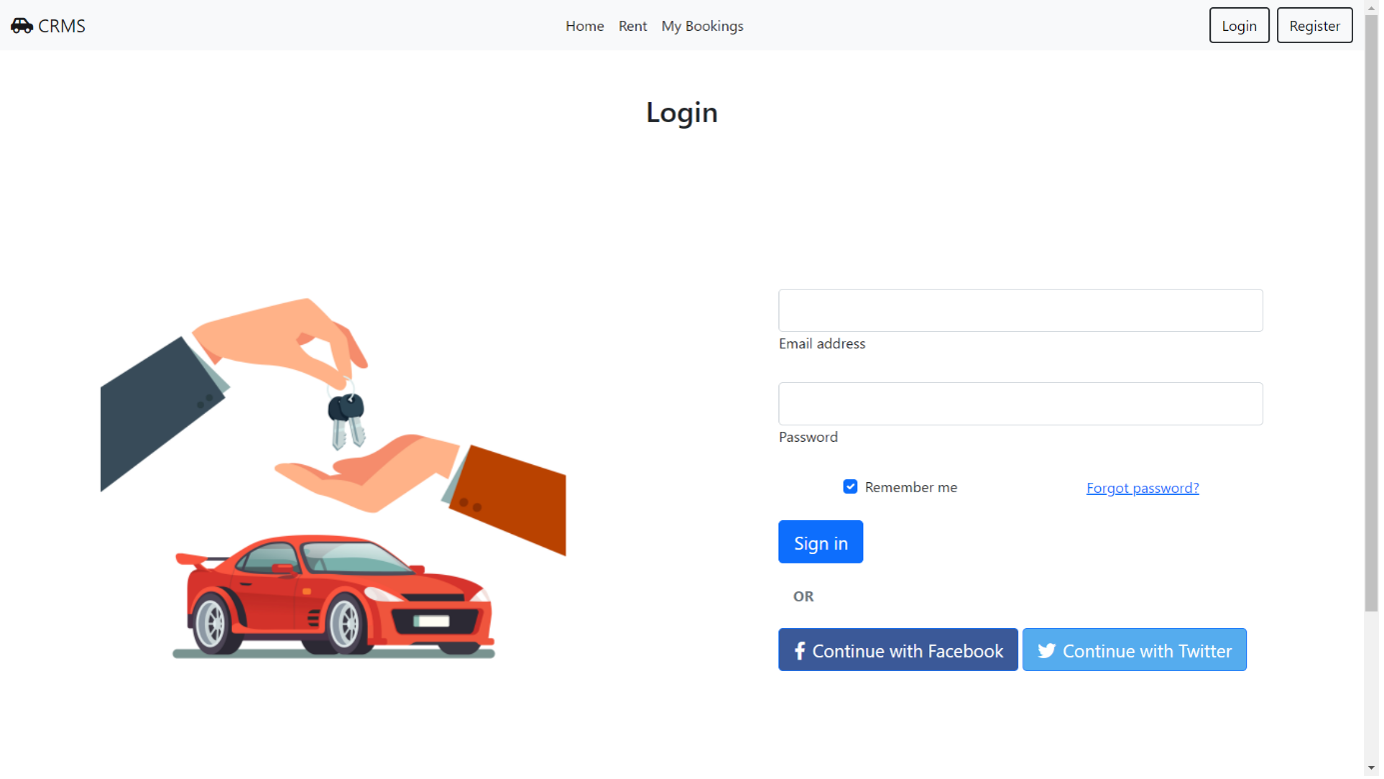 CRMS Home Rent My Bookings Login Register
Login
Email address
Password
Remember me Forgot password?
Sign in
OR
Continue with Facebook Continue with Twitter